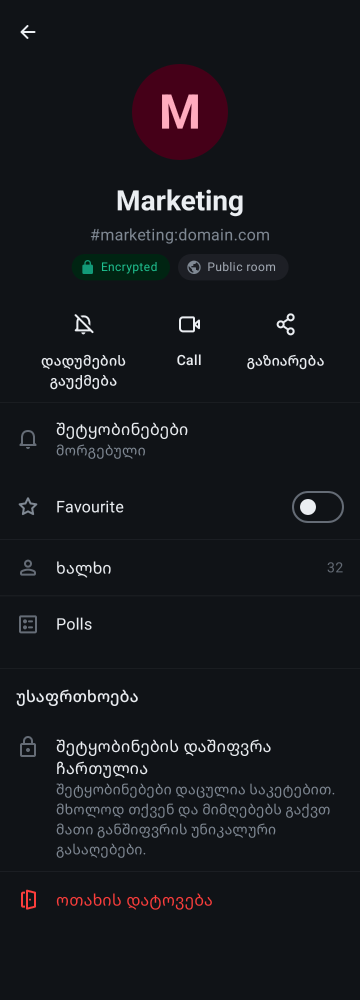 M
Marketing
#marketing:domain.com
Encrypted
Public room
დადუმების
გაუქმება
Call
გაზიარება
შეტყობინებები
მორგებული
Favourite
ხალხი
32
Polls
უსაფრთხოება
შეტყობინების დაშიფვრა
ჩართულია
შეტყობინებები დაცულია საკეტებით.
მხოლოდ თქვენ და მიმღებებს გაქვთ
მათი განშიფვრის უნიკალური
გასაღებები.
ოთახის დატოვება